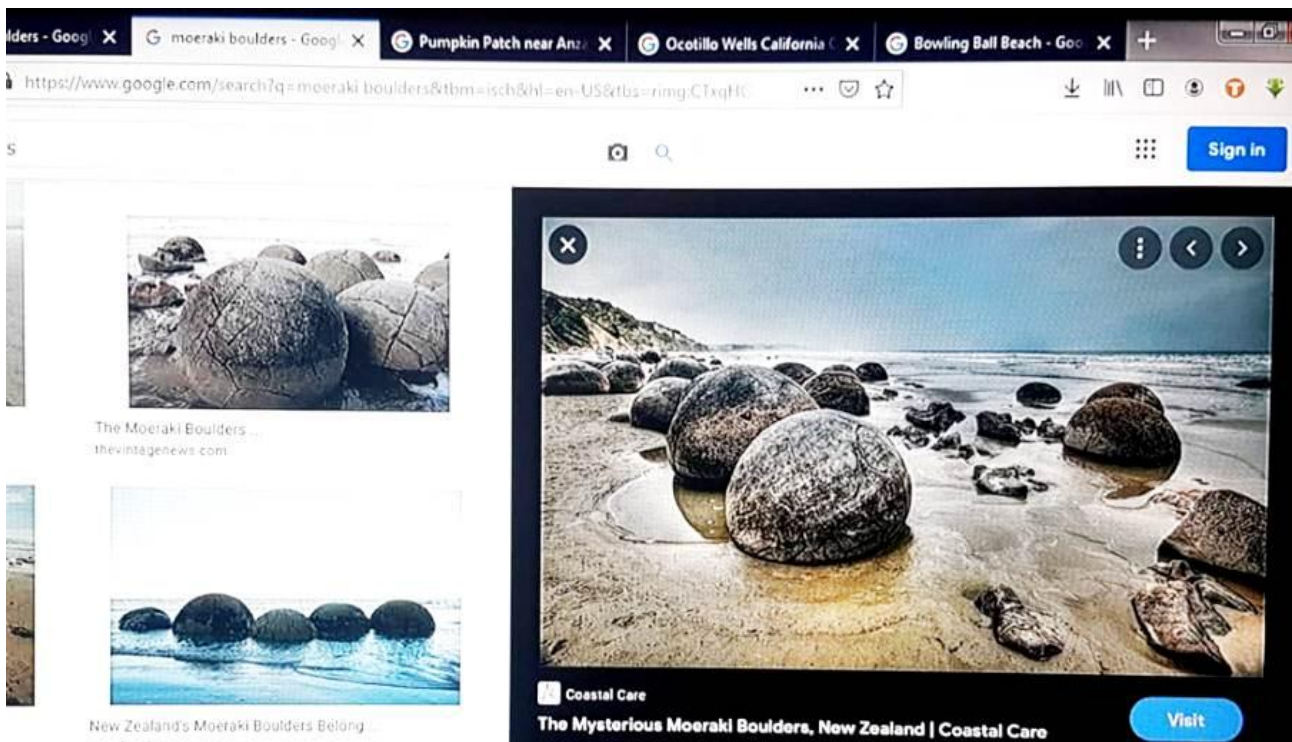 lders - Googl
moeraki boulders - Googl
Pumpkin Patch near Anza
Ocotillo Wells California
Bowling Ball Beach - Goo
https://www.google.com/search?q=moeraki boulders&tbm=isch&hl=en-US&tbs=rimg:CTxqH
s
Sign in
The Moeraki Boulders ...
thevintagenews.com
New Zealand's Moeraki Boulders Belong ...
Coastal Care
The Mysterious Moeraki Boulders, New Zealand | Coastal Care
Visit